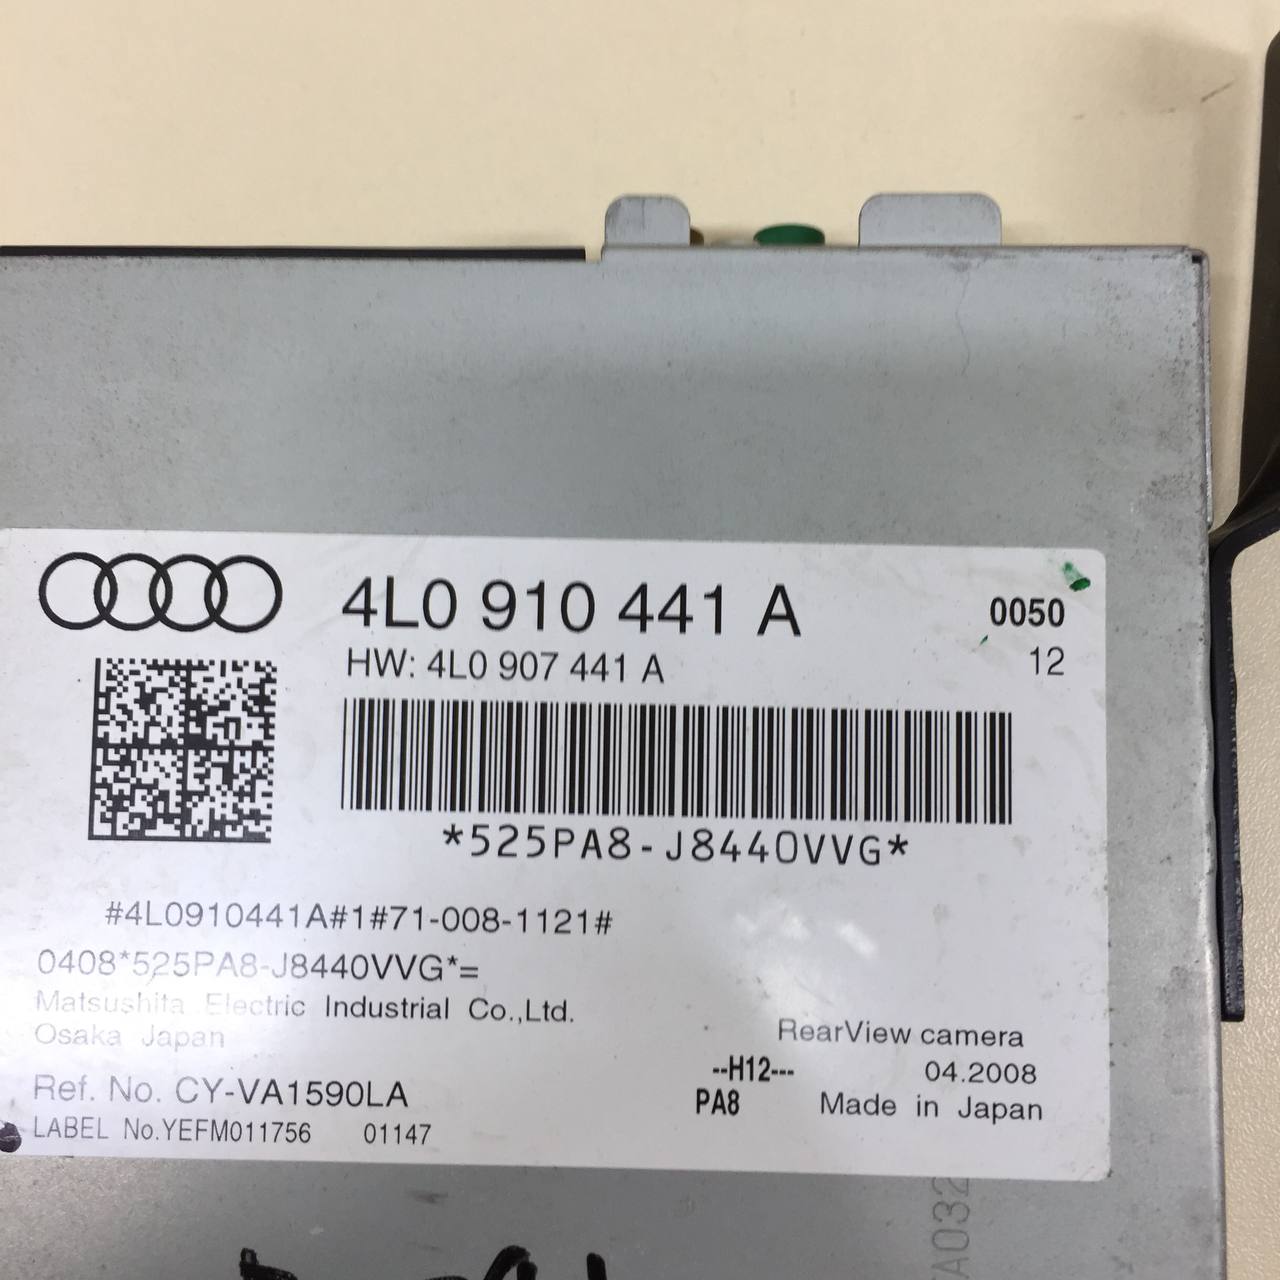 4L0 910 441 A 0050
HW: 4L0 907 441 A 12
*525PA8-J8440VVG*
#4L0910441A#1#71-008-1121#
0408*525PA8-J8440VVG*=
Matsushita Electric Industrial Co.,Ltd.
Osaka Japan
RearView camera
--H12--- 04.2008
Ref. No. CY-VA1590LA
PA8 Made in Japan
LABEL No.YEFM011756 01147